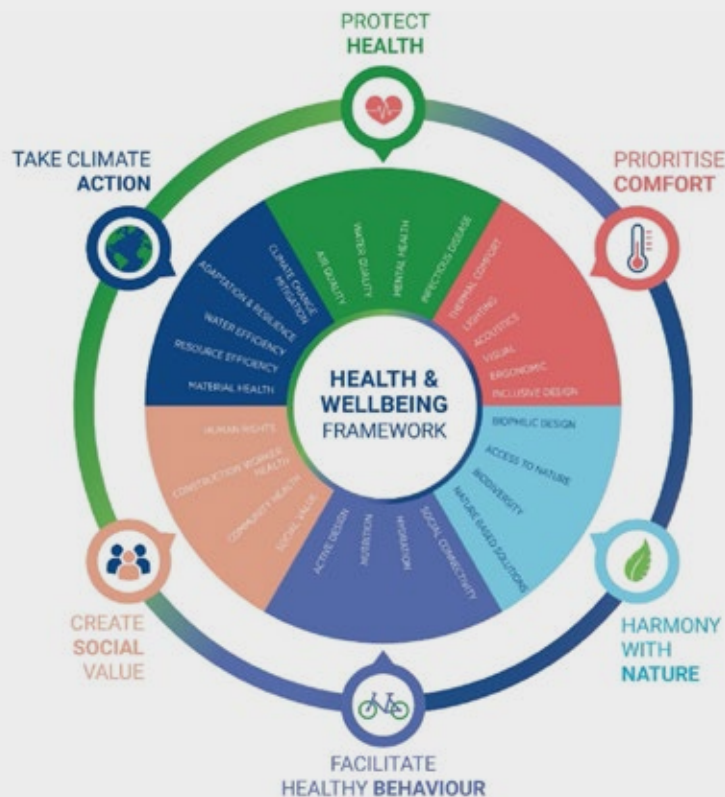 PROTECT
HEALTH
PRIORITISE
COMFORT
HARMONY
WITH
NATURE
FACILITATE
HEALTHY BEHAVIOUR
CREATE
SOCIAL
VALUE
TAKE CLIMATE
ACTION
HEALTH &
WELLBEING
FRAMEWORK
AIR QUALITY
WATER QUALITY
MENTAL HEALTH
INFECTIOUS DISEASE
THERMAL COMFORT
LIGHTING
ACOUSTICS
VISUAL
ERGONOMIC
INCLUSIVE DESIGN
BIOPHILIC DESIGN
ACCESS TO NATURE
BIODIVERSITY
NATURE BASED SOLUTIONS
SOCIAL CONNECTIVITY
HYDRATION
NUTRITION
ACTIVE DESIGN
SOCIAL VALUE
COMMUNITY HEALTH
CONSTRUCTION WORKER
HEALTH
HUMAN RIGHTS
MATERIAL HEALTH
RESOURCE EFFICIENCY
WATER EFFICIENCY
ADAPTATION & RESILIENCE
CLIMATE CHANGE
MITIGATION